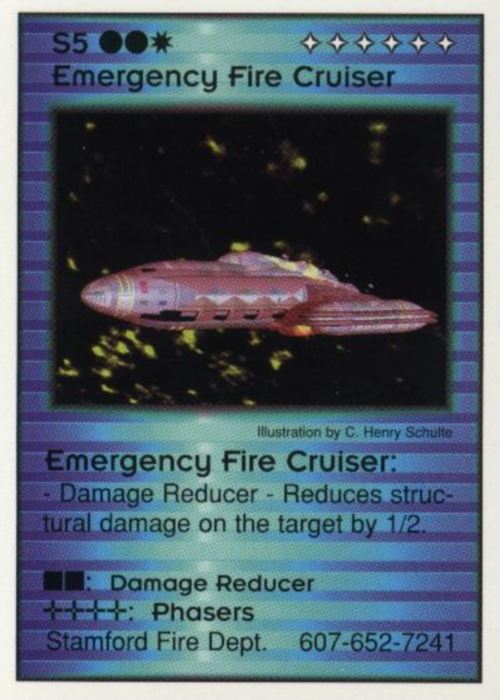 S5
Emergency Fire Cruiser
Illustration by C. Henry Schulte
Emergency Fire Cruiser:
- Damage Reducer - Reduces struc-
tural damage on the target by 1/2.
■■: Damage Reducer
++++: Phasers
Stamford Fire Dept. 607-652-7241